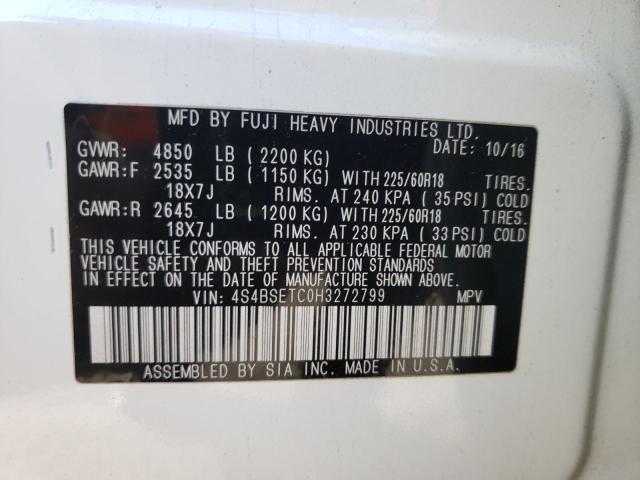 MFD BY FUJI HEAVY INDUSTRIES LTD.
GVWR: 4850 LB ( 2200 KG) DATE: 10/16
GAWR:F 2535 LB ( 1150 KG) WITH 225/60R18 TIRES.
18X7J RIMS. AT 240 KPA ( 35 PSI) COLD
GAWR:R 2645 LB ( 1200 KG) WITH 225/60R18 TIRES.
18X7J RIMS. AT 230 KPA ( 33 PSI) COLD
THIS VEHICLE CONFORMS TO ALL APPLICABLE FEDERAL MOTOR
VEHICLE SAFETY AND THEFT PREVENTION STANDARDS
IN EFFECT ON THE DATE OF MANUFACTURE SHOWN ABOVE.
VIN: 4S4BSETC0H3272799 MPV
ASSEMBLED BY SIA INC. MADE IN U.S.A.